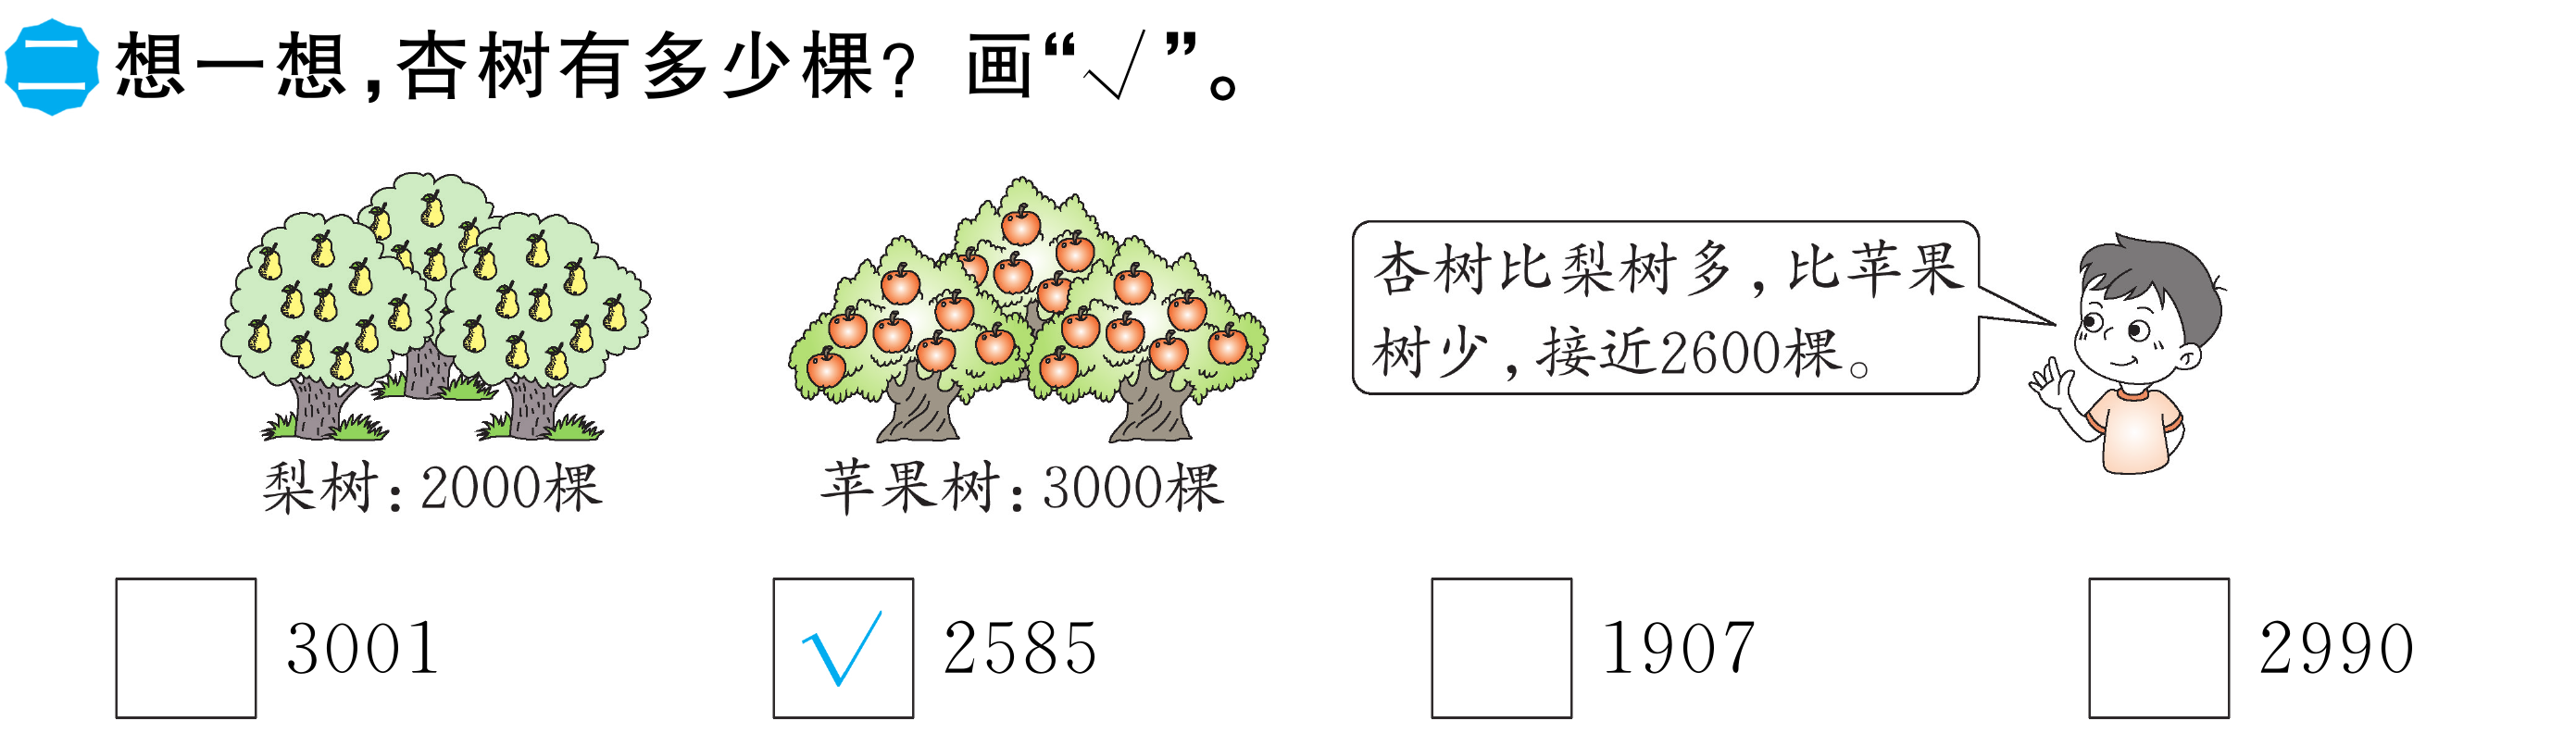 二 想一想,杏树有多少棵? 画“√”。
杏树比梨树多,比苹果
树少,接近2600棵。
梨树:2000棵 苹果树:3000棵
3001 √ 2585 1907 2990